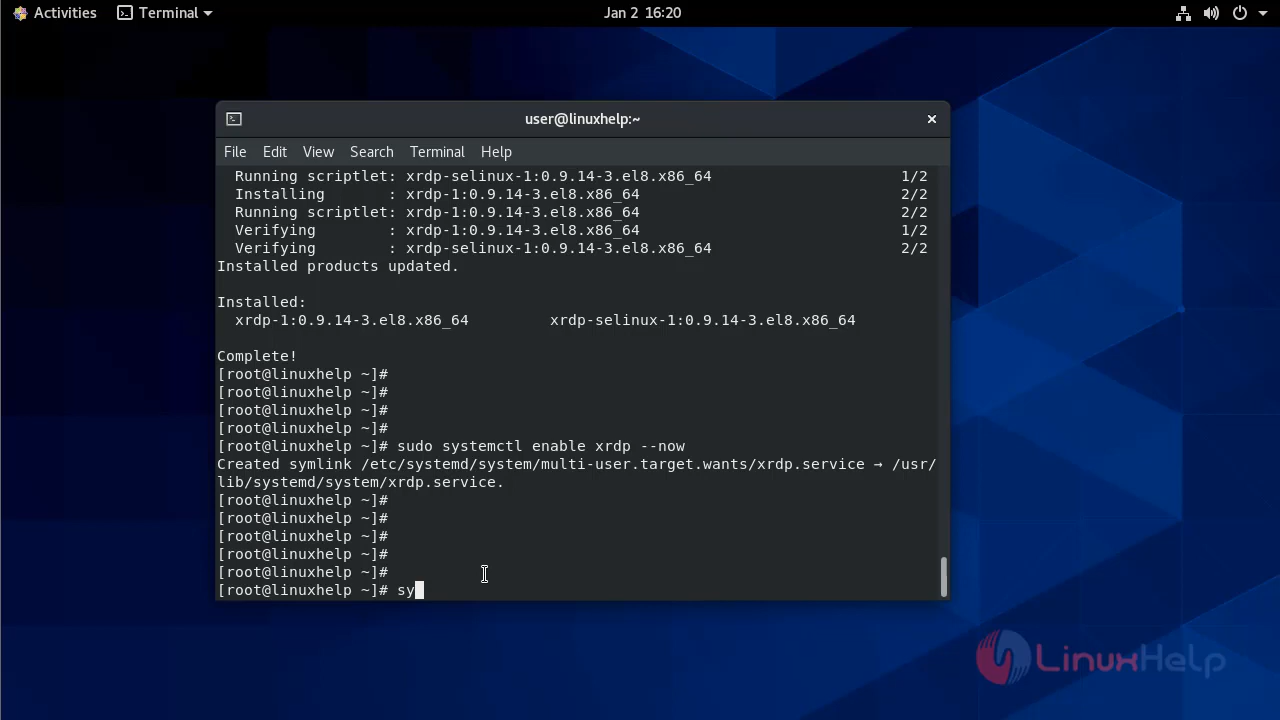 Activities Terminal Jan 2 16:20
user@linuxhelp:~
File Edit View Search Terminal Help
Running scriptlet: xrdp-selinux-1:0.9.14-3.el8.x86_64 1/2
Installing : xrdp-1:0.9.14-3.el8.x86_64 2/2
Running scriptlet: xrdp-1:0.9.14-3.el8.x86_64 2/2
Verifying : xrdp-1:0.9.14-3.el8.x86_64 1/2
Verifying : xrdp-selinux-1:0.9.14-3.el8.x86_64 2/2
Installed products updated.
Installed:
xrdp-1:0.9.14-3.el8.x86_64 xrdp-selinux-1:0.9.14-3.el8.x86_64
Complete!
[root@linuxhelp ~]#
[root@linuxhelp ~]#
[root@linuxhelp ~]#
[root@linuxhelp ~]#
[root@linuxhelp ~]# sudo systemctl enable xrdp --now
Created symlink /etc/systemd/system/multi-user.target.wants/xrdp.service → /usr/
lib/systemd/system/xrdp.service.
[root@linuxhelp ~]#
[root@linuxhelp ~]#
[root@linuxhelp ~]#
[root@linuxhelp ~]#
[root@linuxhelp ~]#
[root@linuxhelp ~]# sy
LinuxHelp